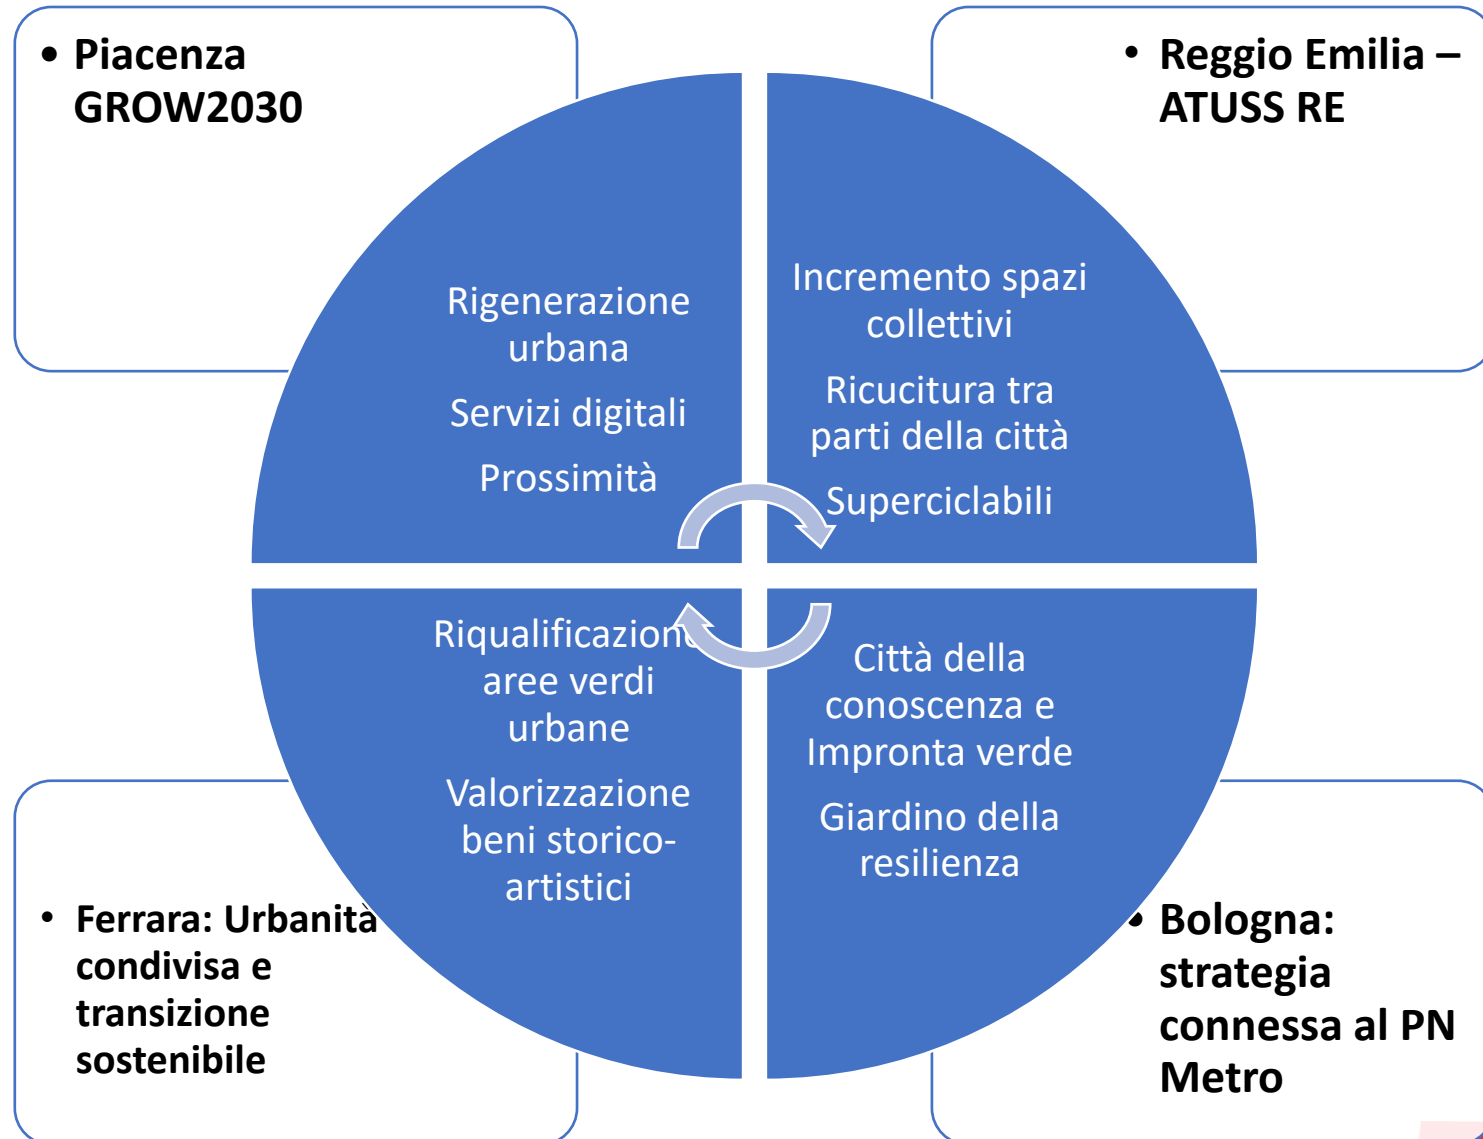 • Piacenza
GROW2030
• Reggio Emilia –
ATUSS RE
Rigenerazione
urbana
Servizi digitali
Prossimità
Incremento spazi
collettivi
Ricucitura tra
parti della città
Superciclabili
Riqualificazione
aree verdi
urbane
Valorizzazione
beni storico-
artistici
Città della
conoscenza e
Impronta verde
Giardino della
resilienza
• Ferrara: Urbanità
condivisa e
transizione
sostenibile
• Bologna:
strategia
connessa al PN
Metro